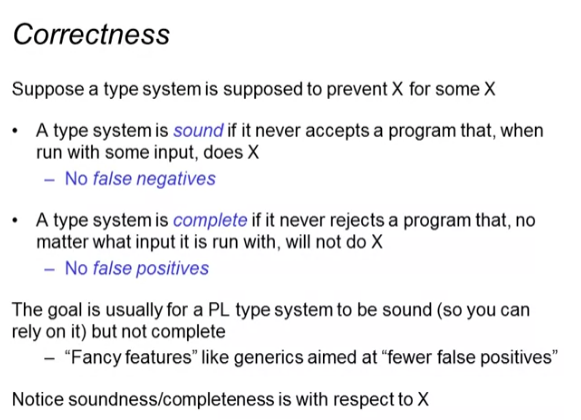 Correctness
Suppose a type system is supposed to prevent X for some X
• A type system is sound if it never accepts a program that, when
run with some input, does X
– No false negatives
• A type system is complete if it never rejects a program that, no
matter what input it is run with, will not do X
– No false positives
The goal is usually for a PL type system to be sound (so you can
rely on it) but not complete
– “Fancy features” like generics aimed at “fewer false positives”
Notice soundness/completeness is with respect to X